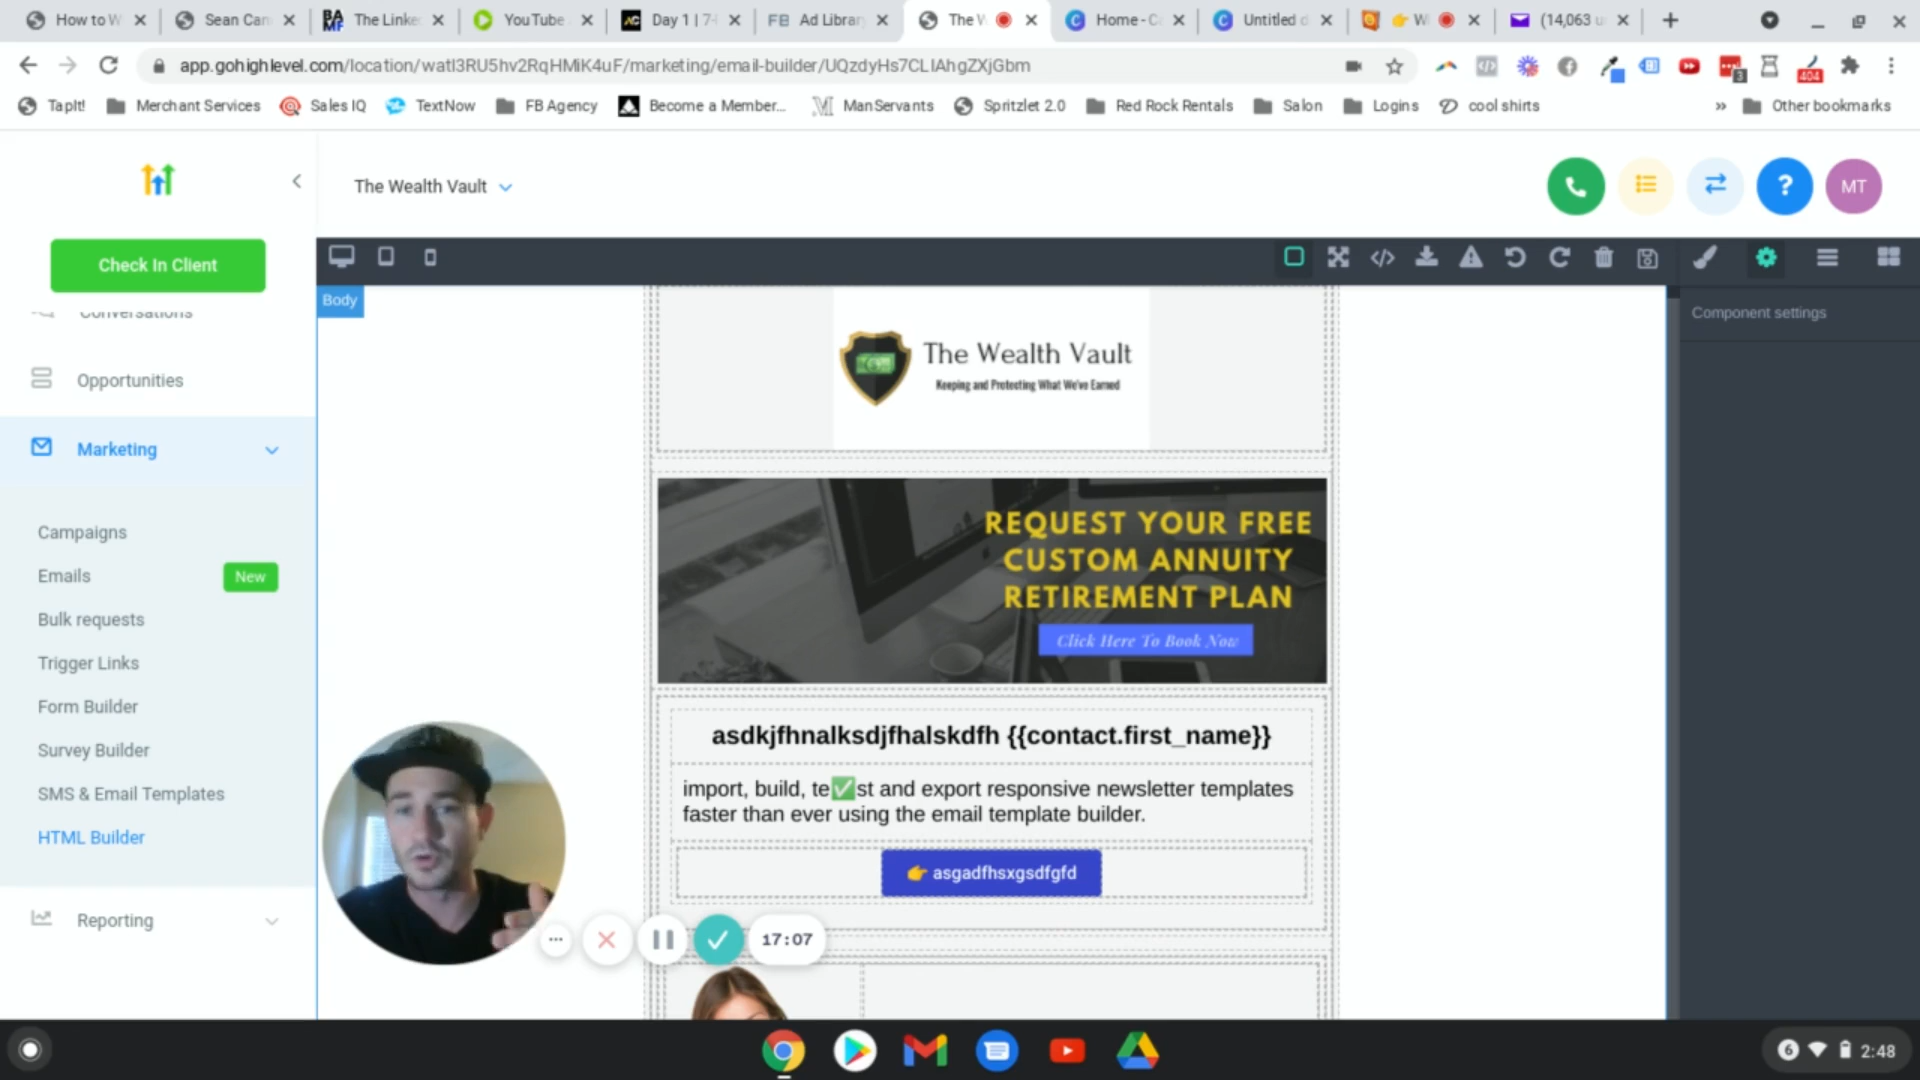 How to W
Sean Can
The Linke
YouTube
Day 1 | 7-
Ad Librar
The W
Home - C
Untitled d
W
(14,063 u
app.gohighlevel.com/location/watl3RU5hv2RqHMiK4uF/marketing/email-builder/UQzdyHs7CLIAhgZXjGbm
3
404
TapIt!
Merchant Services
Sales IQ
TextNow
FB Agency
Become a Member...
ManServants
Spritzlet 2.0
Red Rock Rentals
Salon
Logins
cool shirts
»
Other bookmarks
The Wealth Vault
?
MT
Check In Client
Conversations
Opportunities
Marketing
Campaigns
Emails
New
Bulk requests
Trigger Links
Form Builder
Survey Builder
SMS & Email Templates
HTML Builder
Reporting
Body
Component settings
The Wealth Vault
Keeping and Protecting What We've Earned
REQUEST YOUR FREE
CUSTOM ANNUITY
RETIREMENT PLAN
Click Here To Book Now
asdkjfhnalksdjfhalskdfh {{contact.first_name}}
import, build, te✅st and export responsive newsletter templates
faster than ever using the email template builder.
👉 asgadfhsxgsdfgfd
17:07
6
2:48